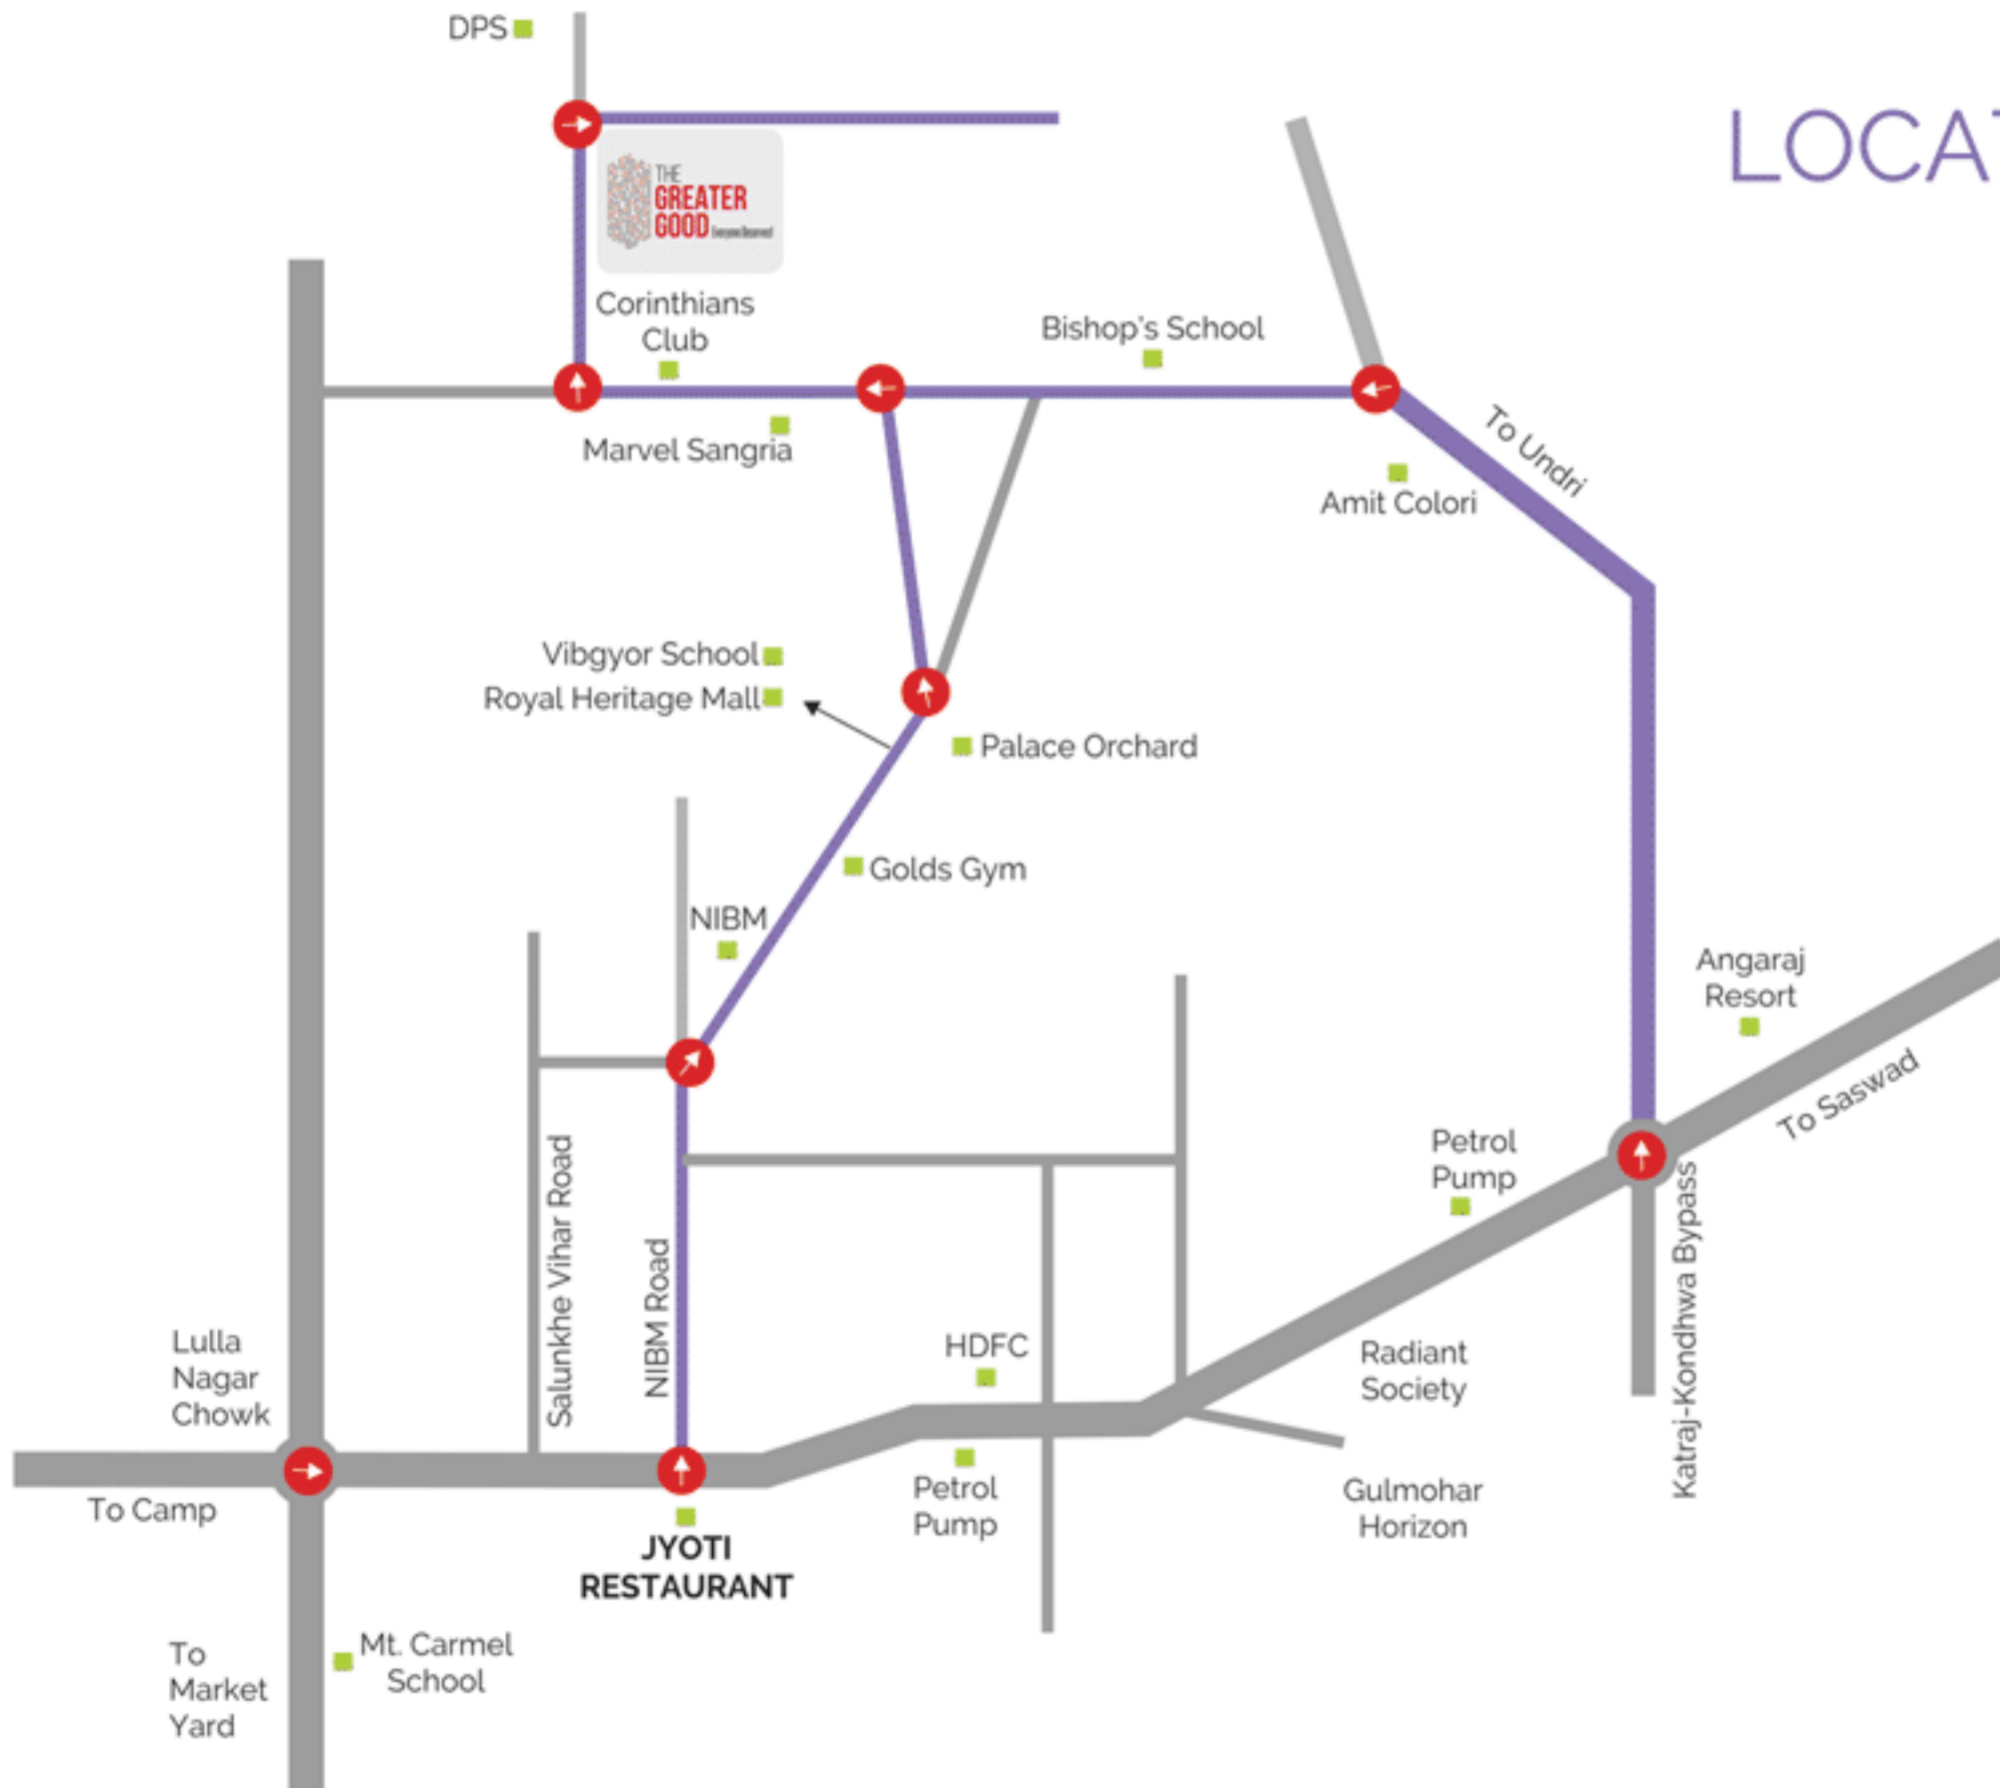 DPS
LOCAT
THE
GREATER
GOOD Everyone Deserves!
Corinthians
Club
Bishop's School
Marvel Sangria
To Undri
Amit Colori
Vibgyor School
Royal Heritage Mall
Palace Orchard
Golds Gym
NIBM
Angaraj
Resort
To Saswad
Petrol
Pump
Salunkhe Vihar Road
NIBM Road
Katraj-Kondhwa Bypass
HDFC
Radiant
Society
Lulla
Nagar
Chowk
To Camp
Petrol
Pump
Gulmohar
Horizon
JYOTI
RESTAURANT
Mt. Carmel
School
To
Market
Yard